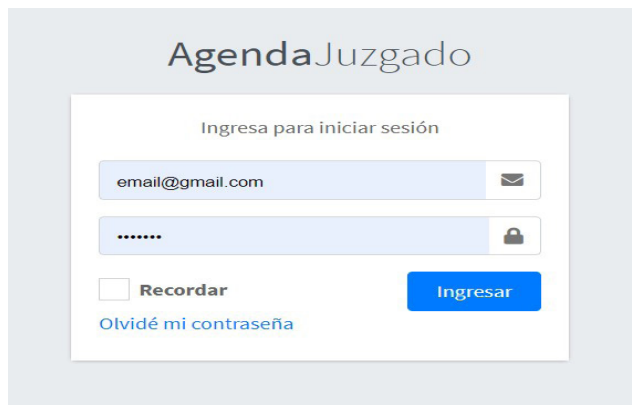 AgendaJuzgado
Ingresa para iniciar sesión
email@gmail.com
•••••••
Recordar
Ingresar
Olvidé mi contraseña